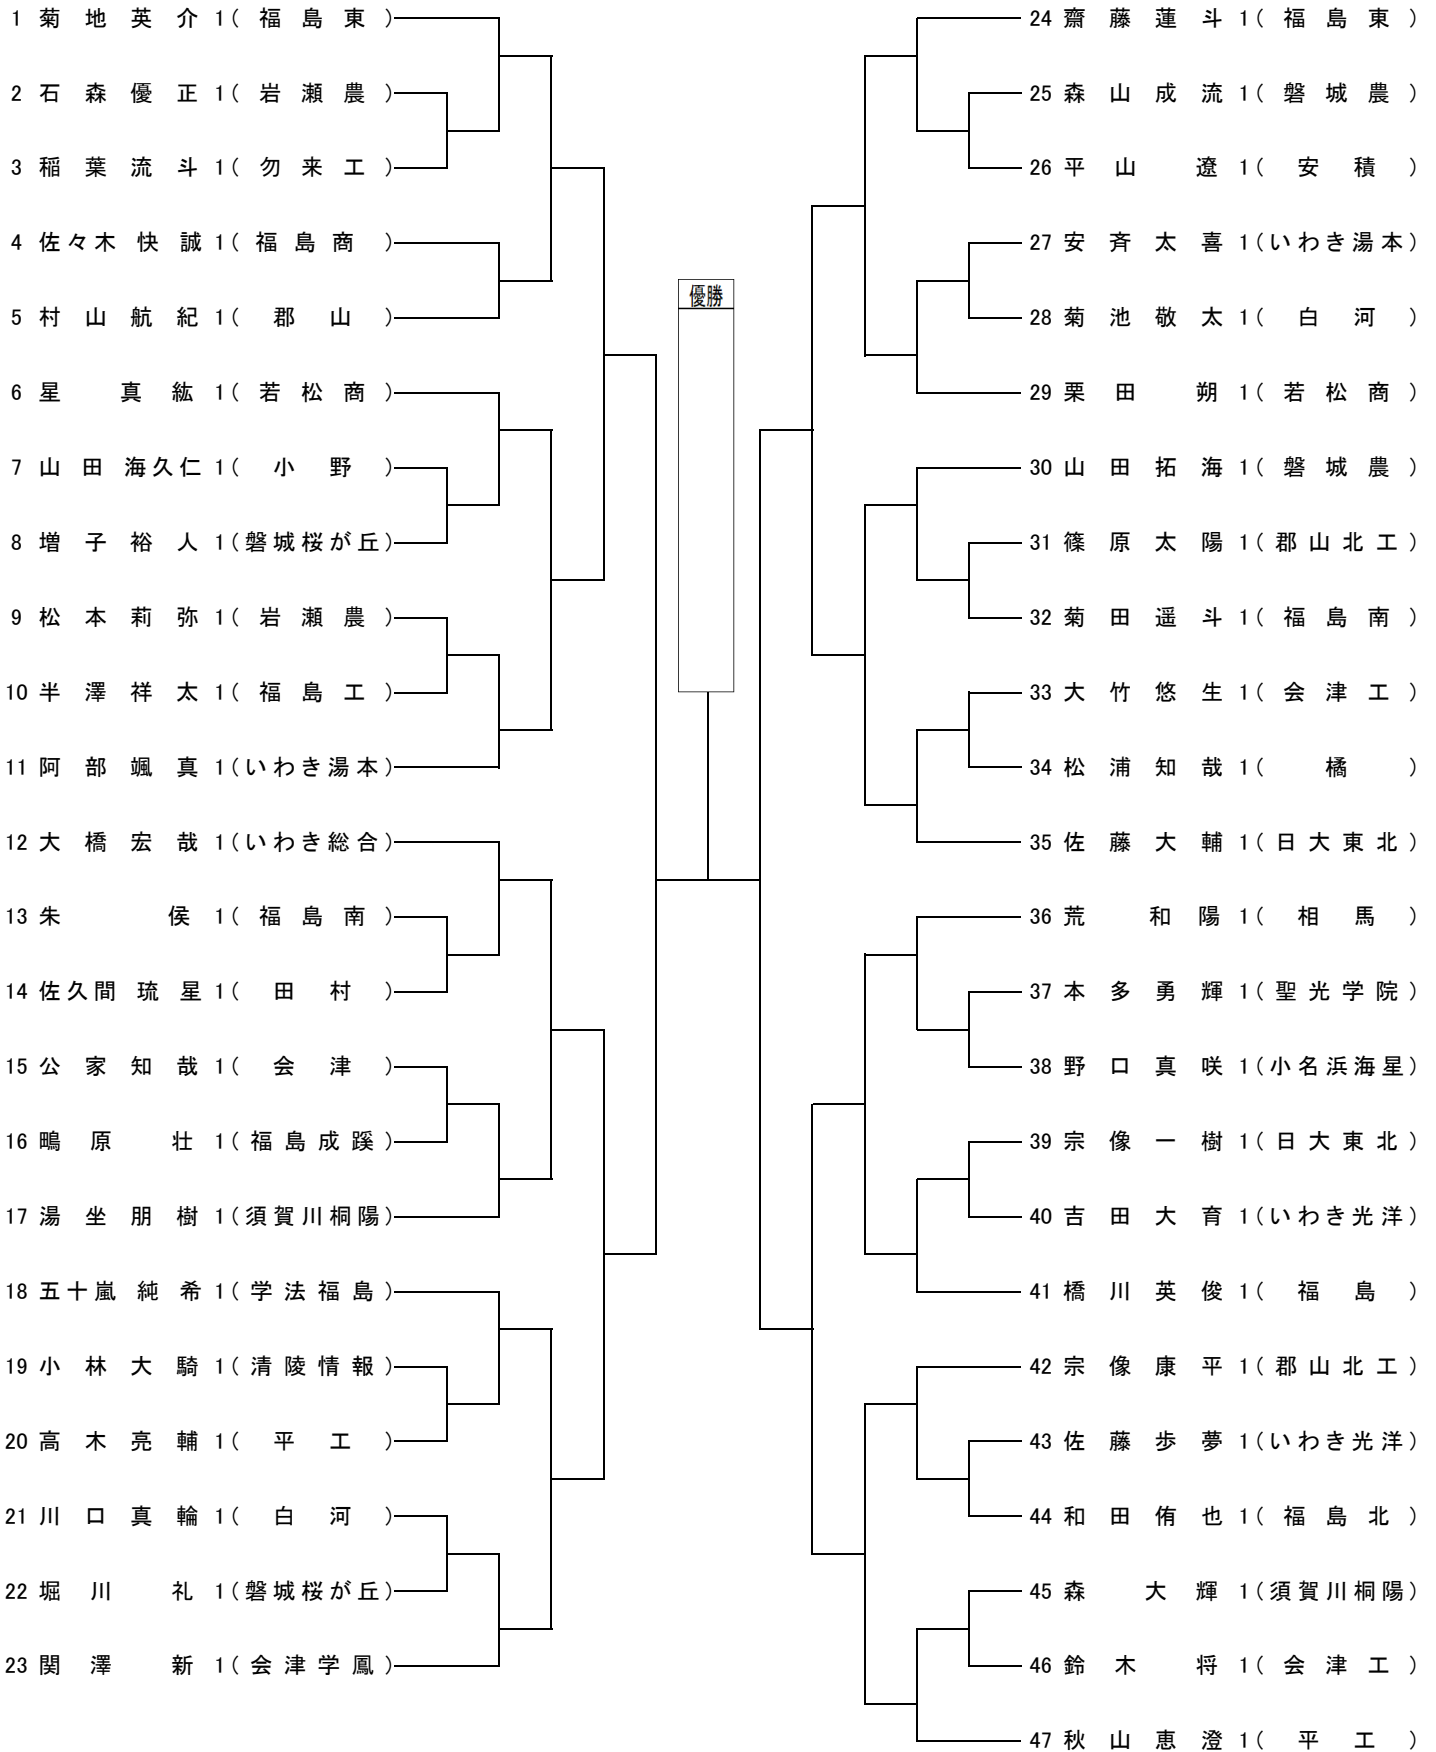 1 菊地英介 1(福島東)
2 石森優正 1(岩瀬農)
3 稲葉流斗 1(勿来工)
4 佐々木快誠 1(福島商)
5 村山航紀 1(郡山)
6 星真紘 1(若松商)
7 山田海久仁 1(小野)
8 増子裕人 1(磐城桜が丘)
9 松本莉弥 1(岩瀬農)
10 半澤祥太 1(福島工)
11 阿部颯真 1(いわき湯本)
12 大橋宏哉 1(いわき総合)
13 朱侯 1(福島南)
14 佐久間琉星 1(田村)
15 公家知哉 1(会津)
16 鴫原壮 1(福島成蹊)
17 湯坐朋樹 1(須賀川桐陽)
18 五十嵐純希 1(学法福島)
19 小林大騎 1(清陵情報)
20 高木亮輔 1(平工)
21 川口真輪 1(白河)
22 堀川礼 1(磐城桜が丘)
23 関澤新 1(会津学鳳)
優勝
24 齋藤蓮斗 1(福島東)
25 森山成流 1(磐城農)
26 平山遼 1(安積)
27 安斉太喜 1(いわき湯本)
28 菊池敬太 1(白河)
29 栗田朔 1(若松商)
30 山田拓海 1(磐城農)
31 篠原太陽 1(郡山北工)
32 菊田遥斗 1(福島南)
33 大竹悠生 1(会津工)
34 松浦知哉 1(橘)
35 佐藤大輔 1(日大東北)
36 荒和陽 1(相馬)
37 本多勇輝 1(聖光学院)
38 野口真咲 1(小名浜海星)
39 宗像一樹 1(日大東北)
40 吉田大育 1(いわき光洋)
41 橋川英俊 1(福島)
42 宗像康平 1(郡山北工)
43 佐藤歩夢 1(いわき光洋)
44 和田侑也 1(福島北)
45 森大輝 1(須賀川桐陽)
46 鈴木将 1(会津工)
47 秋山恵澄 1(平工)